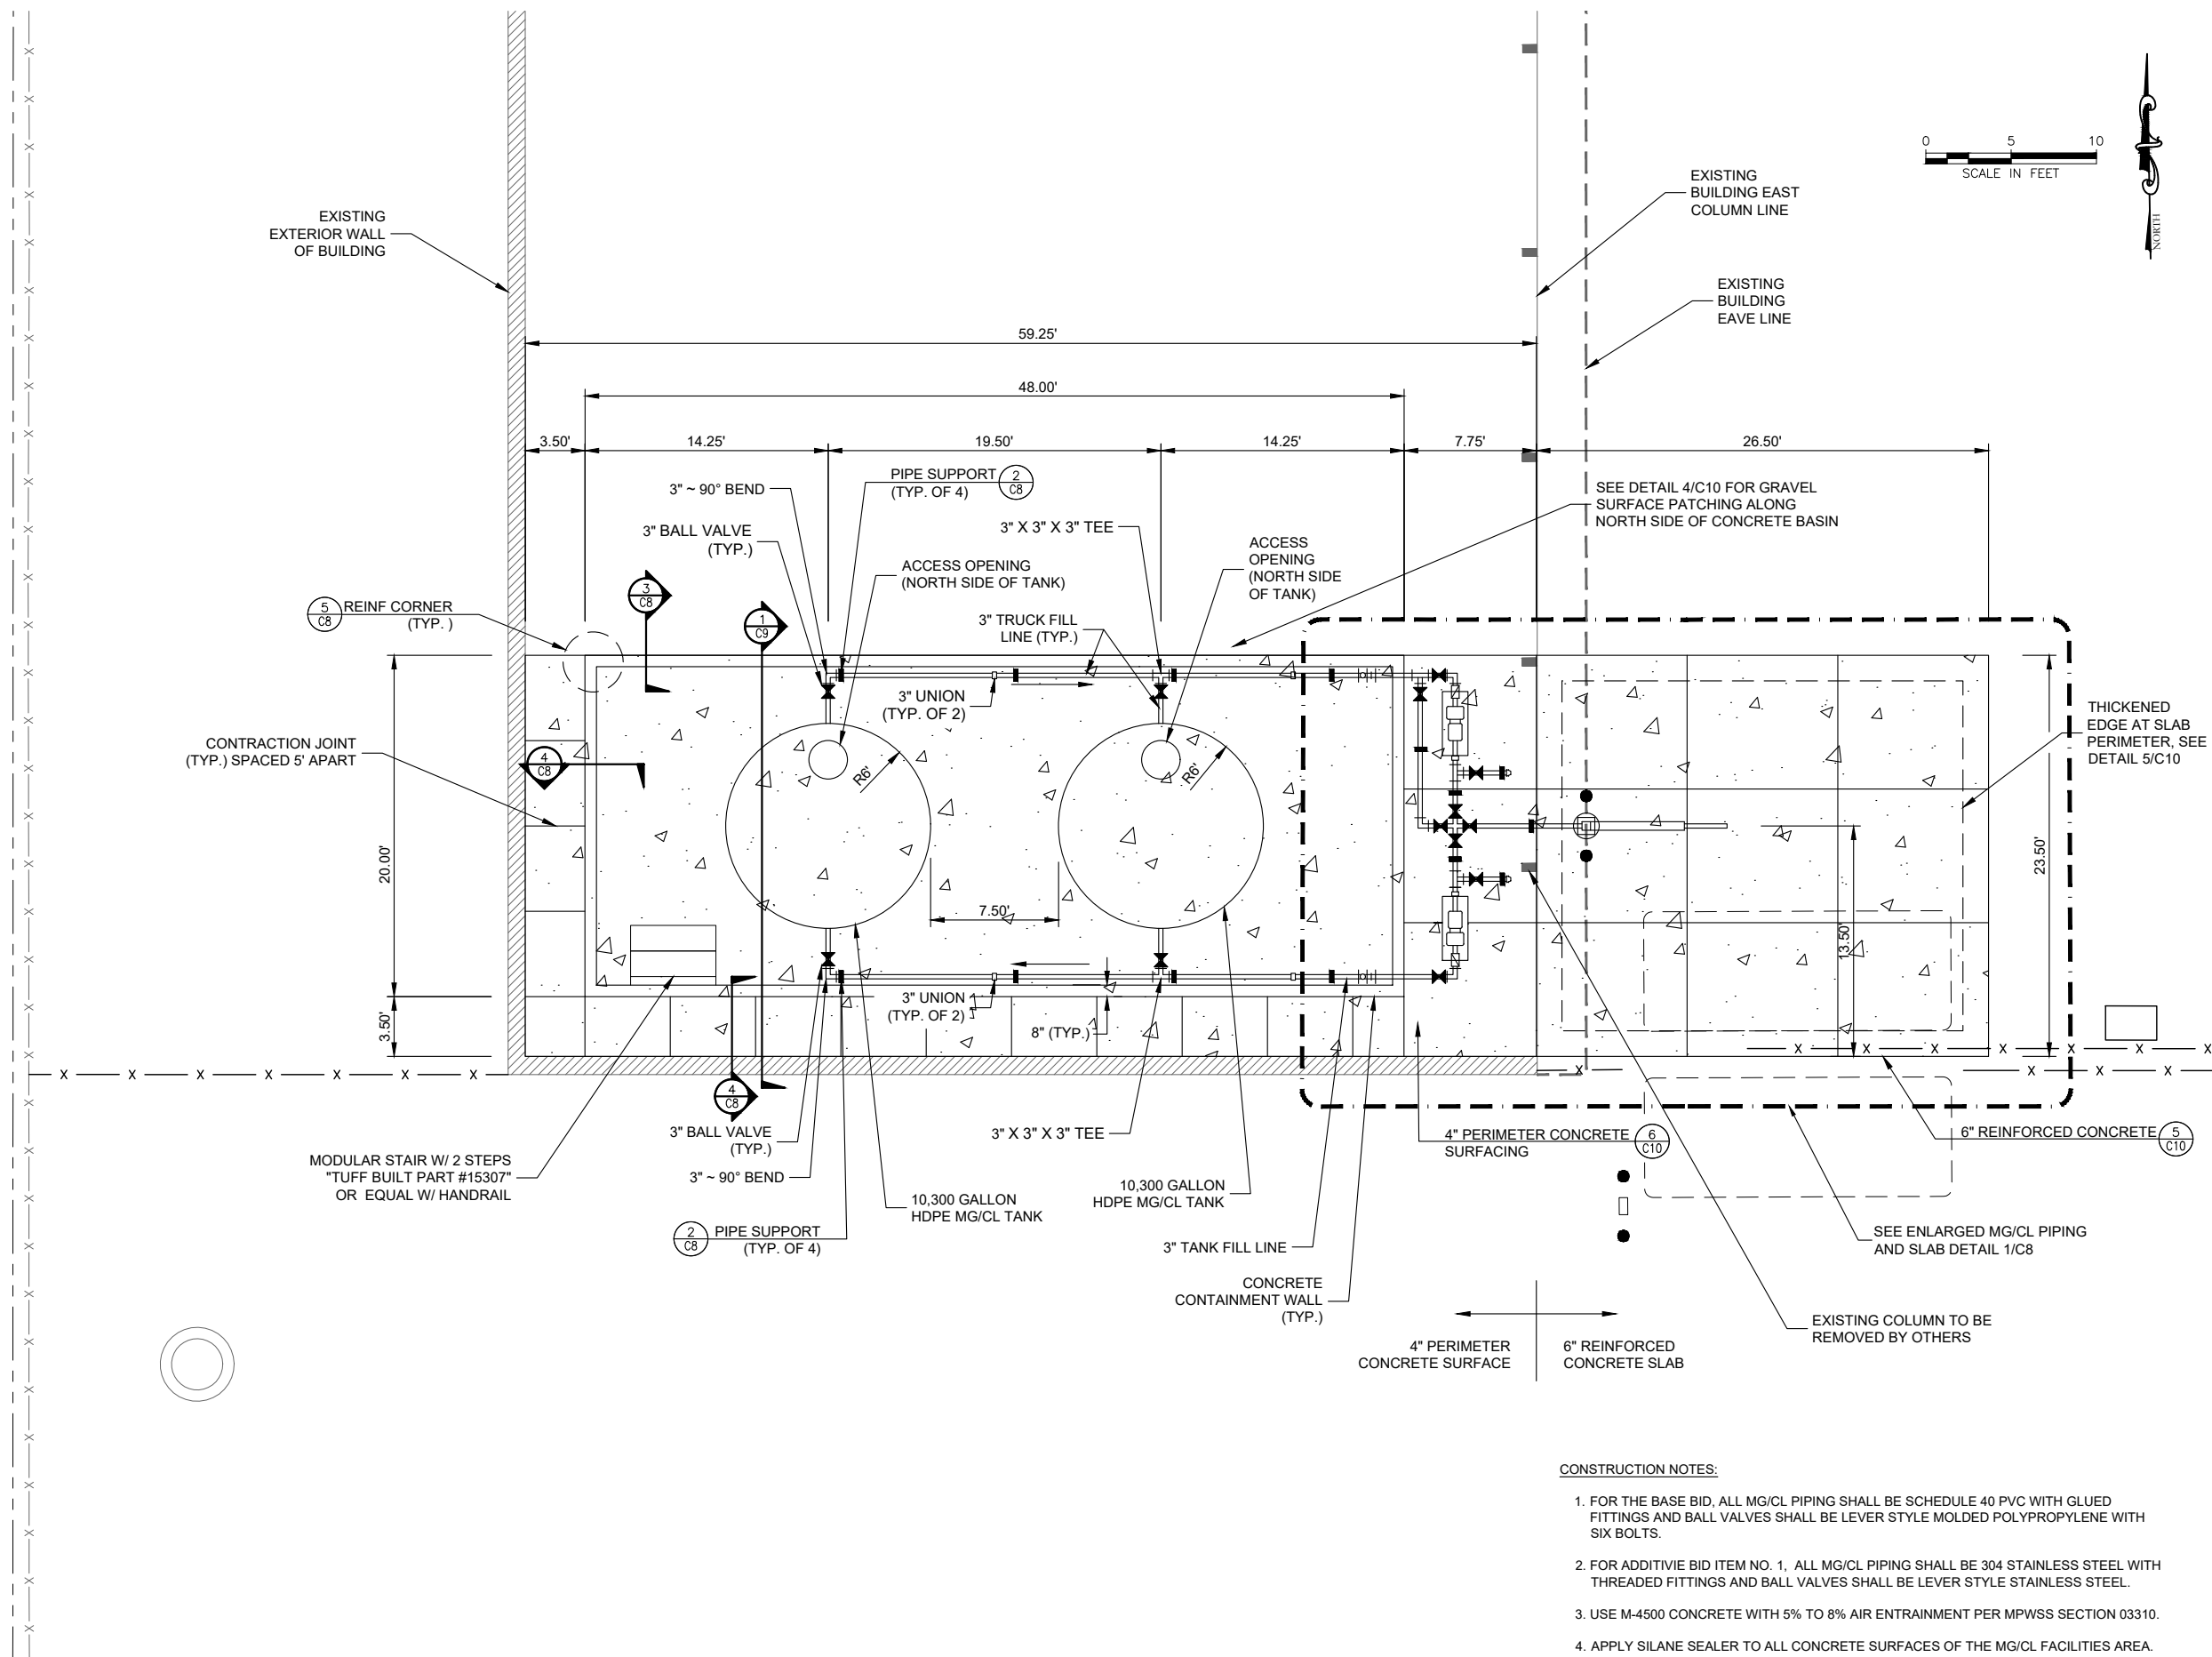 0 5 10
SCALE IN FEET
NORTH
EXISTING
BUILDING EAST
COLUMN LINE
EXISTING
EXTERIOR WALL
OF BUILDING
EXISTING
BUILDING
EAVE LINE
59.25'
48.00'
3.50' 14.25' 19.50' 14.25' 7.75' 26.50'
PIPE SUPPORT
(TYP. OF 4)
2
C8
3" ~ 90° BEND
SEE DETAIL 4/C10 FOR GRAVEL
SURFACE PATCHING ALONG
NORTH SIDE OF CONCRETE BASIN
3" BALL VALVE
(TYP.)
3" X 3" X 3" TEE
ACCESS
OPENING
(NORTH SIDE
OF TANK)
ACCESS OPENING
(NORTH SIDE OF TANK)
3
C8
5
C8
REINF CORNER
(TYP. )
1
C9
3" TRUCK FILL
LINE (TYP.)
3" UNION
(TYP. OF 2)
THICKENED
EDGE AT SLAB
PERIMETER, SEE
DETAIL 5/C10
CONTRACTION JOINT
(TYP.) SPACED 5' APART
4
C8
R6'
R6'
20.00'
23.50'
7.50'
13.50'
3.50'
3" UNION
(TYP. OF 2)
8" (TYP.)
4
C8
3" BALL VALVE
(TYP.)
3" X 3" X 3" TEE
4" PERIMETER CONCRETE
SURFACING
6
C10
6" REINFORCED CONCRETE
5
C10
MODULAR STAIR W/ 2 STEPS
"TUFF BUILT PART #15307"
OR EQUAL W/ HANDRAIL
3" ~ 90° BEND
10,300 GALLON
HDPE MG/CL TANK
10,300 GALLON
HDPE MG/CL TANK
2
C8
PIPE SUPPORT
(TYP. OF 4)
3" TANK FILL LINE
SEE ENLARGED MG/CL PIPING
AND SLAB DETAIL 1/C8
CONCRETE
CONTAINMENT WALL
(TYP.)
EXISTING COLUMN TO BE
REMOVED BY OTHERS
4" PERIMETER
CONCRETE SURFACE
6" REINFORCED
CONCRETE SLAB
CONSTRUCTION NOTES:
1. FOR THE BASE BID, ALL MG/CL PIPING SHALL BE SCHEDULE 40 PVC WITH GLUED
FITTINGS AND BALL VALVES SHALL BE LEVER STYLE MOLDED POLYPROPYLENE WITH
SIX BOLTS.
2. FOR ADDITIVIE BID ITEM NO. 1, ALL MG/CL PIPING SHALL BE 304 STAINLESS STEEL WITH
THREADED FITTINGS AND BALL VALVES SHALL BE LEVER STYLE STAINLESS STEEL.
3. USE M-4500 CONCRETE WITH 5% TO 8% AIR ENTRAINMENT PER MPWSS SECTION 03310.
4. APPLY SILANE SEALER TO ALL CONCRETE SURFACES OF THE MG/CL FACILITIES AREA.